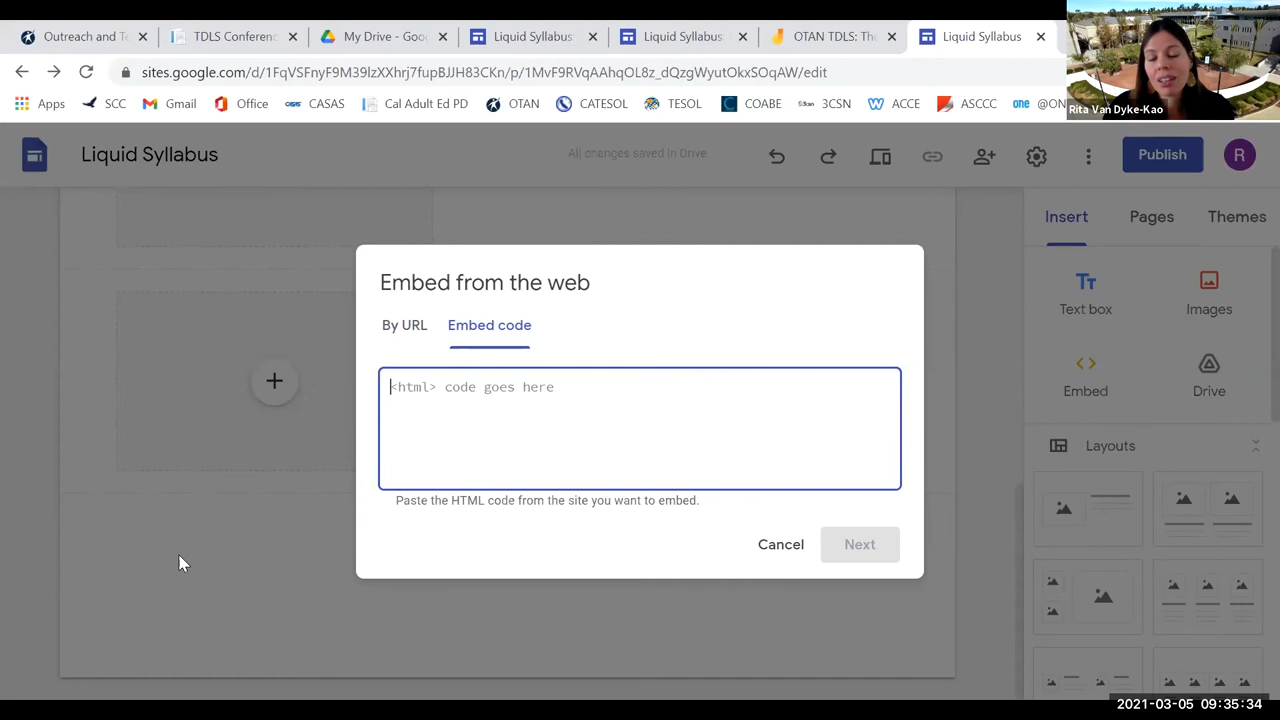 Outreach and Te
TDLS Conferenc
My Drive - Goo
Liquid Syllabus
Liquid Syllabus
OTAN TDLS: The
Liquid Syllabus
sites.google.com/d/1FqVSFnyF9M39IzXxhrj7fupBJJH83CKn/p/1MvF9RVqAAhqOL8z_dQzgWyutOkxSOqAW/edit
Apps
SCC
Gmail
Office
CASAS
Cal Adult Ed PL
OTAN
CATESOL
TESOL
COABE
3CSN
ACCE
ASCCC
@ON
Rita Van Dyke-Kao
Liquid Syllabus
All changes saved in Drive
Publish
R
Insert
Pages
Themes
Embed from the web
By URL
Embed code
<html> code goes here
Paste the HTML code from the site you want to embed.
Cancel
Next
Text box
Images
Embed
Drive
Layouts
2021-03-05 09:35:34